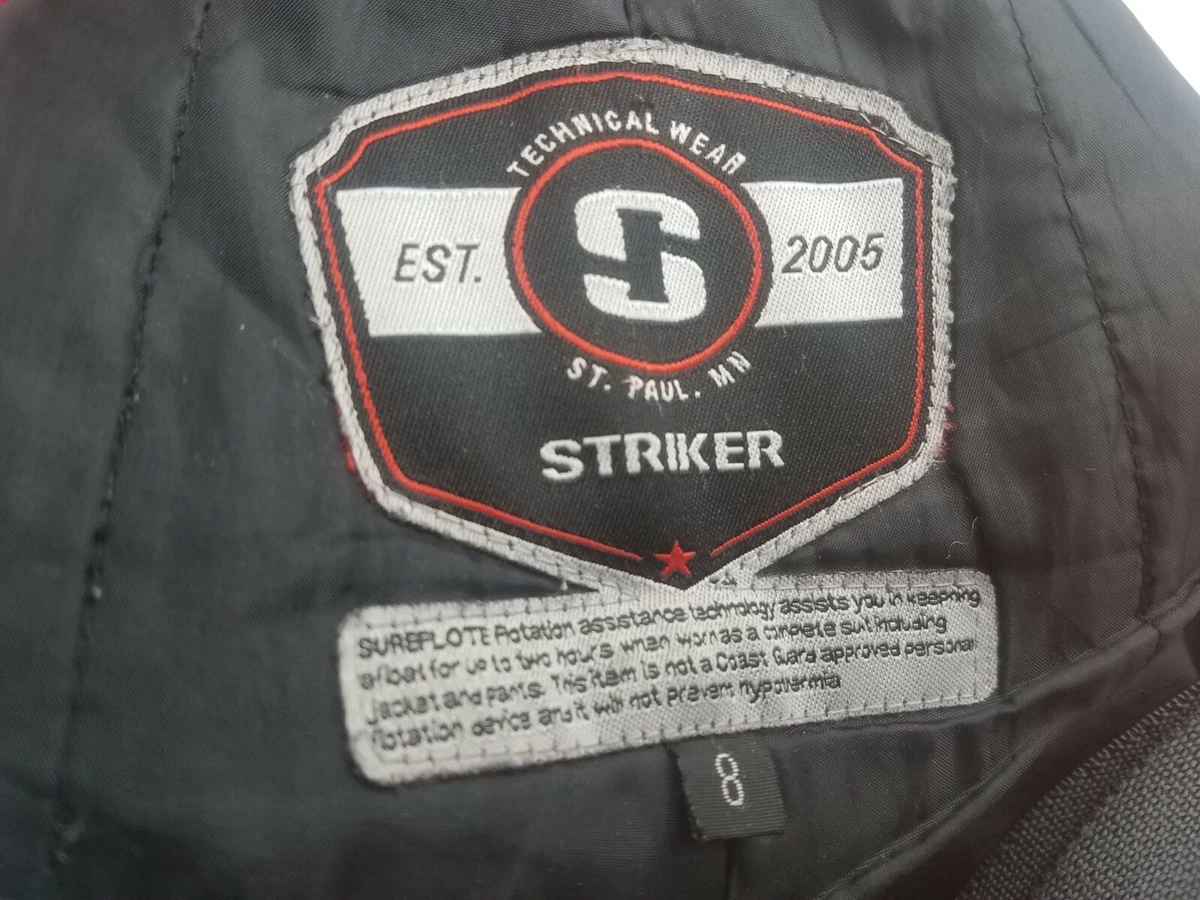 TECHNICAL WEAR
EST.
S
2005
ST. PAUL. MN
STRIKER
SUREFLOTE Flotation assistance technology assists you in keeping
afloat for up to two hours when worn as a complete suit including
jacket and pants. This item is not a Coast Guard approved personal
flotation device and it will not prevent hypotermia
8